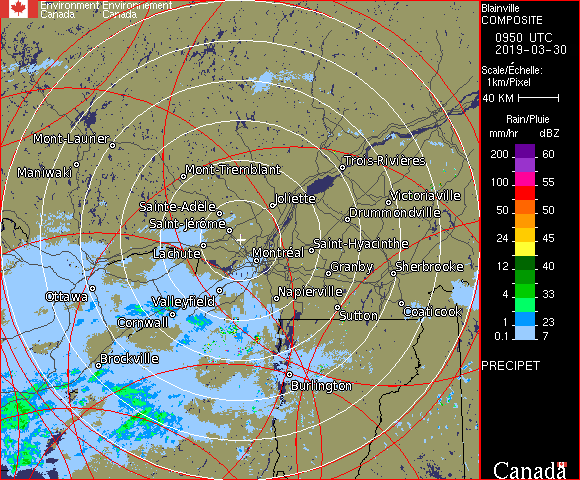 Environment Environnement
Canada Canada
Blainville
COMPOSITE
0950 UTC
2019-03-30
Scale/Échelle:
1km/Pixel
40 KM
Rain/Pluie
mm/hr dBZ
200 60
100 55
50 50
24 45
12 40
8 33
4 33
1 23
0.1 7
PRECIPET
Mont-Laurier
Maniwaki
Mont-Tremblant
Trois-Rivières
Joliette
Victoriaville
Sainte-Adèle
Drummondville
Saint-Jérôme
Lachute
Montréal
Saint-Hyacinthe
Granby
Sherbrooke
Ottawa
Valleyfield
Napierville
Cornwall
Sutton
Coaticook
Brockville
Burlington
Canada